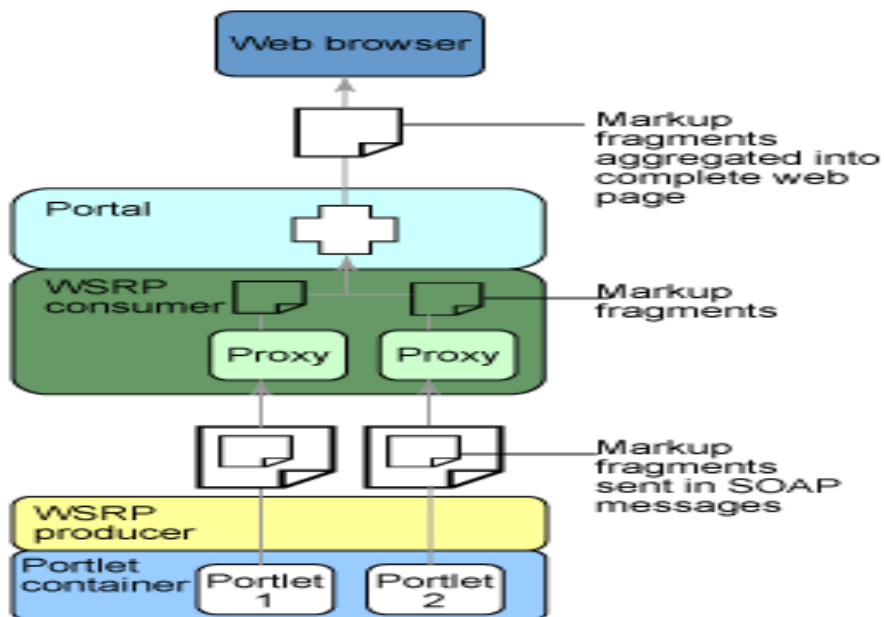 Web browser
Markup
fragments
aggregated into
complete web
page
Portal
WSRP
consumer
Markup
fragments
Proxy
Proxy
Markup
fragments
sent in SOAP
messages
WSRP
producer
Portlet
container
Portlet
1
Portlet
2